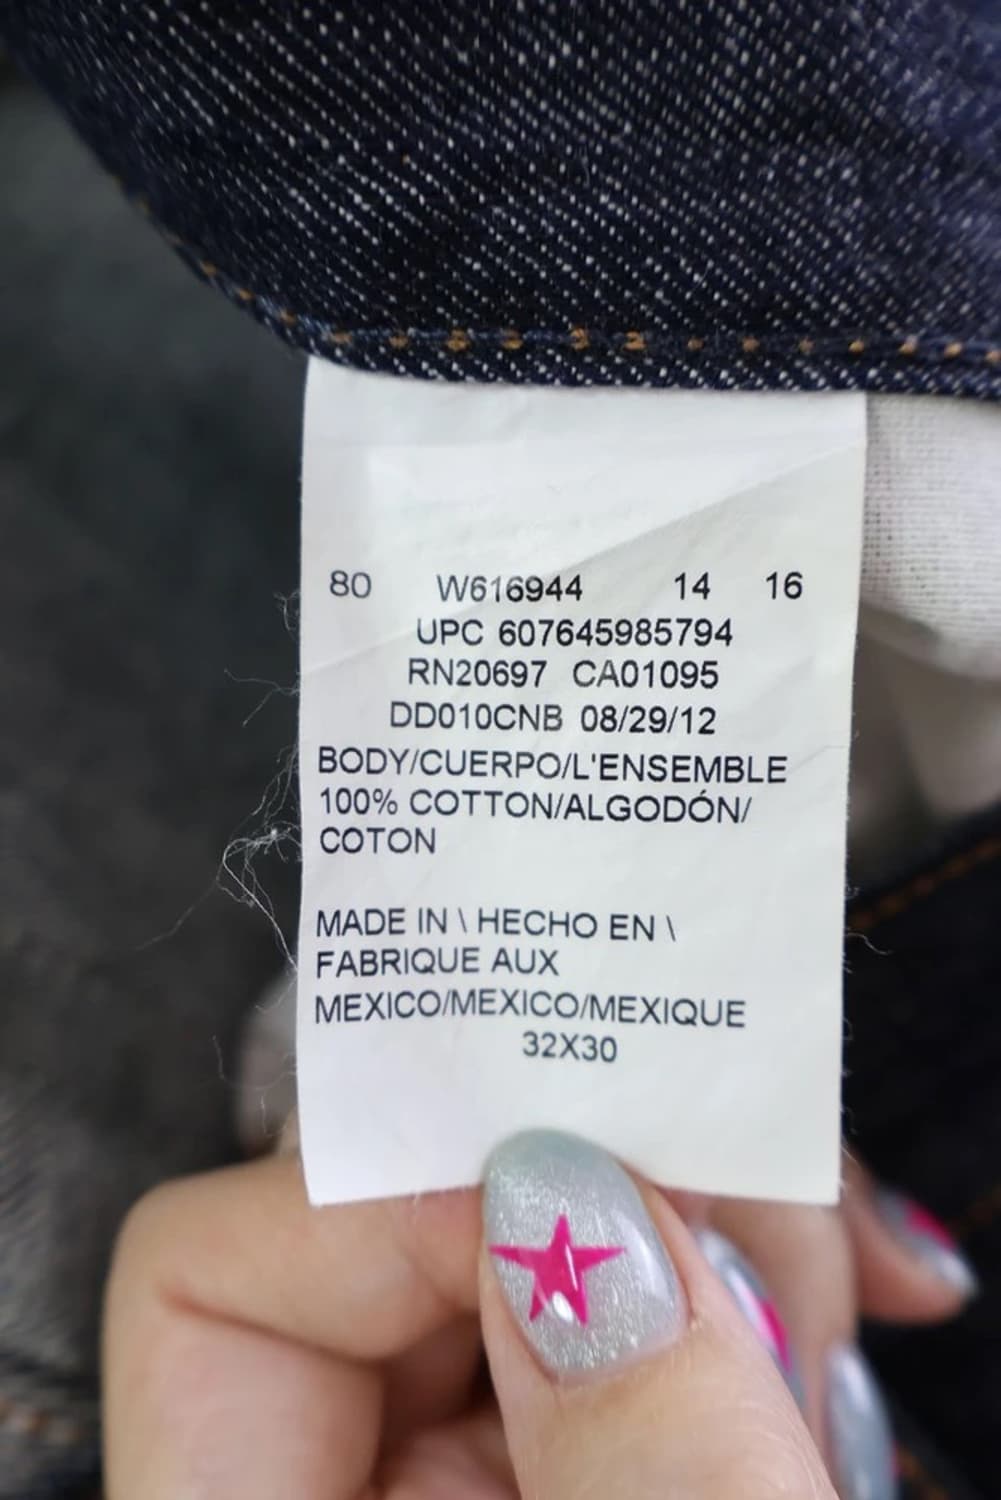 80 W616944 14 16
UPC 607645985794
RN20697 CA01095
DD010CNB 08/29/12
BODY/CUERPO/L'ENSEMBLE
100% COTTON/ALGODÓN/
COTON
MADE IN \ HECHO EN \
FABRIQUE AUX
MEXICO/MEXICO/MEXIQUE
32X30